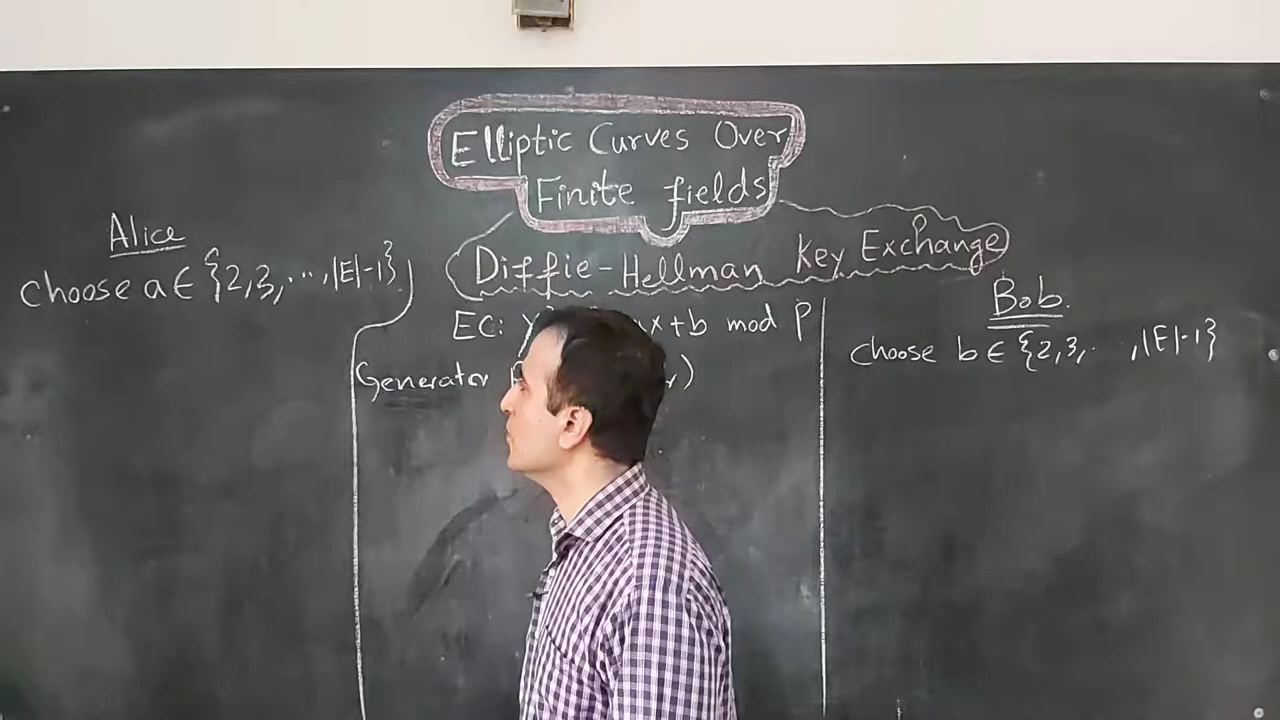 Elliptic Curves Over
Finite fields
Diffie-Hellman Key Exchange
Alice
choose a ∈ {2,3,...,|E|-1}
EC: y x+b mod p
Generator
Bob.
choose b ∈ {2,3,.. ,|E|-1}